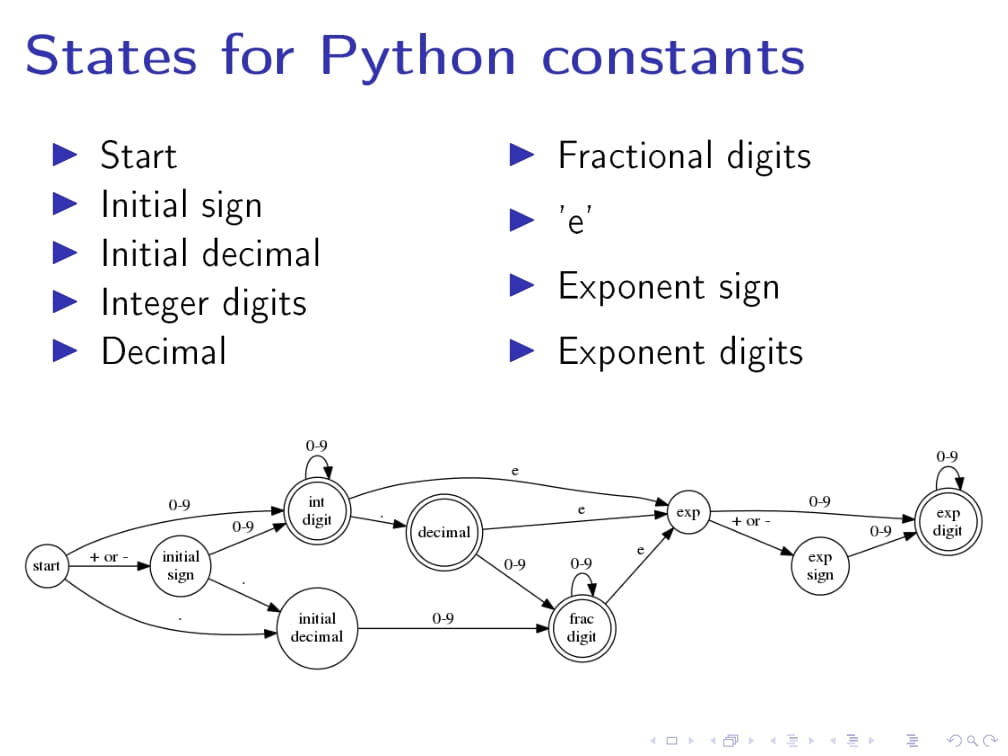 States for Python constants
Start
Initial sign
Initial decimal
Integer digits
Decimal
Fractional digits
'e'
Exponent sign
Exponent digits
0-9
0-9
e
0-9
0-9
int
digit
.
decimal
e
exp
0-9
+ or -
0-9
exp
digit
start
+ or -
initial
sign
0-9
0-9
e
exp
sign
.
.
initial
decimal
0-9
frac
digit